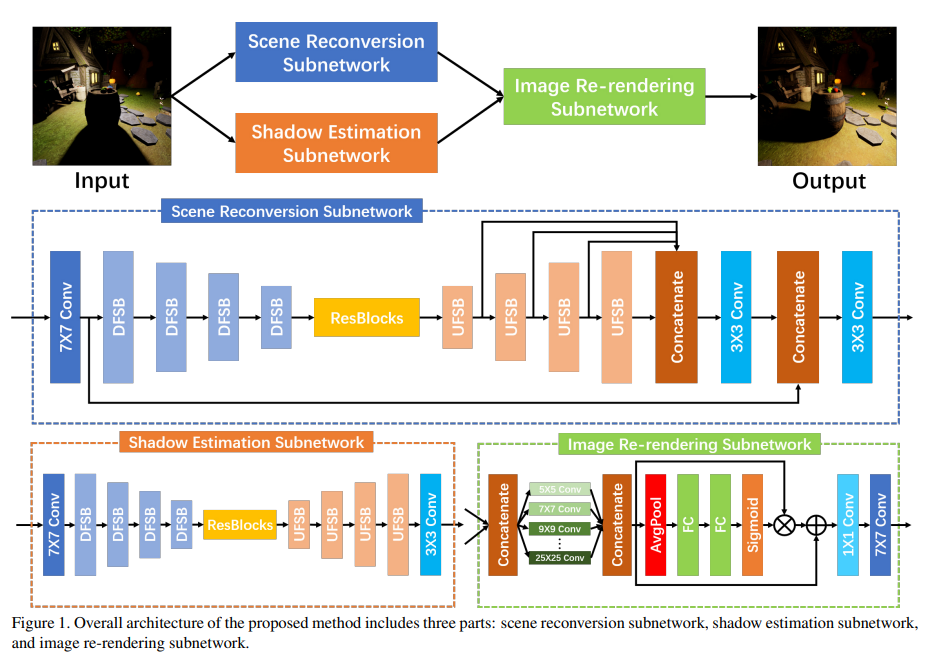 Scene Reconversion
Subnetwork
Image Re-rendering
Subnetwork
Shadow Estimation
Subnetwork
Input
Output
Scene Reconversion Subnetwork
7X7 Conv
DFSB
DFSB
DFSB
DFSB
ResBlocks
UFSB
UFSB
UFSB
UFSB
Concatenate
3X3 Conv
Concatenate
3X3 Conv
Shadow Estimation Subnetwork
7X7 Conv
DFSB
DFSB
DFSB
DFSB
ResBlocks
UFSB
UFSB
UFSB
UFSB
3X3 Conv
Image Re-rendering Subnetwork
Concatenate
5X5 Conv
7X7 Conv
9X9 Conv
⋮
25X25 Conv
Concatenate
AvgPool
FC
FC
Sigmoid
1X1 Conv
7X7 Conv
Figure 1. Overall architecture of the proposed method includes three parts: scene reconversion subnetwork, shadow estimation subnetwork,
and image re-rendering subnetwork.